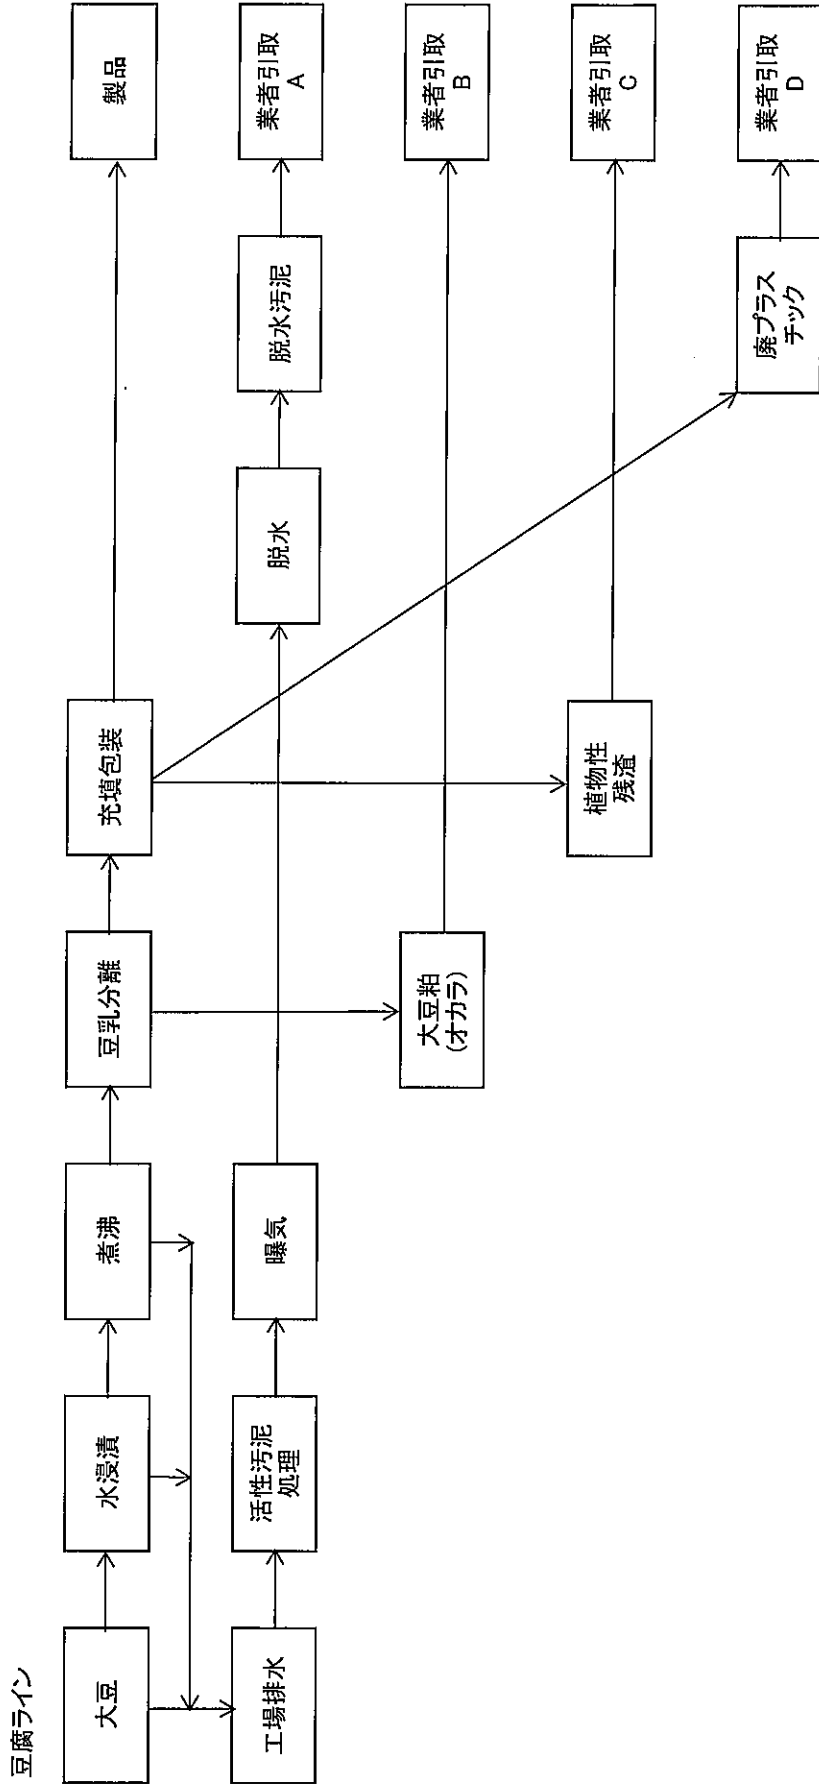 豆腐ライン
大豆
水浸漬
煮沸
豆乳分離
充填包装
製品
工場排水
活性汚泥
処理
曝気
脱水
脱水汚泥
業者引取
A
大豆粕
(オカラ)
業者引取
B
植物性
残渣
業者引取
C
廃プラス
チック
業者引取
D